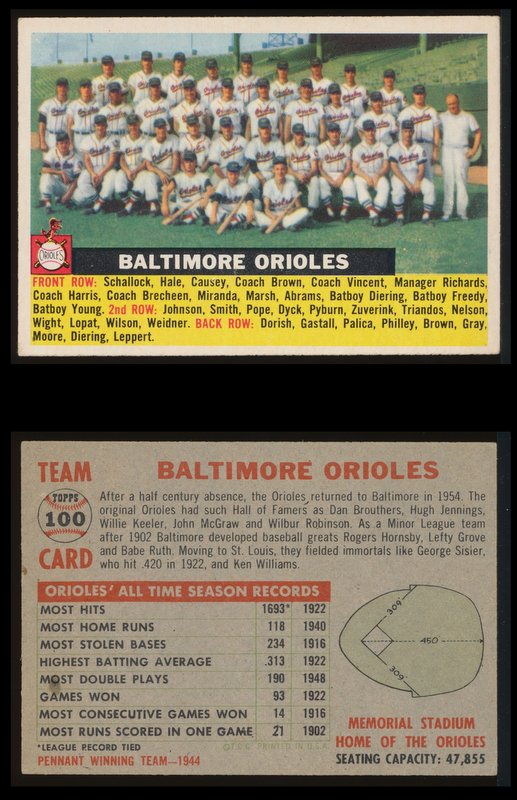 ORIOLES
BALTIMORE ORIOLES
FRONT ROW: Schallock, Hale, Causey, Coach Brown, Coach Vincent, Manager Richards,
Coach Harris, Coach Brecheen, Miranda, Marsh, Abrams, Batboy Diering, Batboy Freedy,
Batboy Young. 2nd ROW: Johnson, Smith, Pope, Dyck, Pyburn, Zuverink, Triandos, Nelson,
Wight, Lopat, Wilson, Weidner. BACK ROW: Dorish, Gastall, Palica, Philley, Brown, Gray,
Moore, Diering, Leppert.
TEAM
TOPPS
100
CARD
BALTIMORE ORIOLES
After a half century absence, the Orioles returned to Baltimore in 1954. The
original Orioles had such Hall of Famers as Dan Brouthers, Hugh Jennings,
Willie Keeler, John McGraw and Wilbur Robinson. As a Minor League team
after 1902 Baltimore developed baseball greats Rogers Hornsby, Lefty Grove
and Babe Ruth. Moving to St. Louis, they fielded immortals like George Sisler,
who hit .420 in 1922, and Ken Williams.
ORIOLES' ALL TIME SEASON RECORDS
MOST HITS 1693* 1922
MOST HOME RUNS 118 1940
MOST STOLEN BASES 234 1916
HIGHEST BATTING AVERAGE .313 1922
MOST DOUBLE PLAYS 190 1948
GAMES WON 93 1922
MOST CONSECUTIVE GAMES WON 14 1916
MOST RUNS SCORED IN ONE GAME 21 1902
*LEAGUE RECORD TIED
©T.C.G. PRINTED IN U.S.A.
PENNANT WINNING TEAM—1944
309'
450
309'
MEMORIAL STADIUM
HOME OF THE ORIOLES
SEATING CAPACITY: 47,855